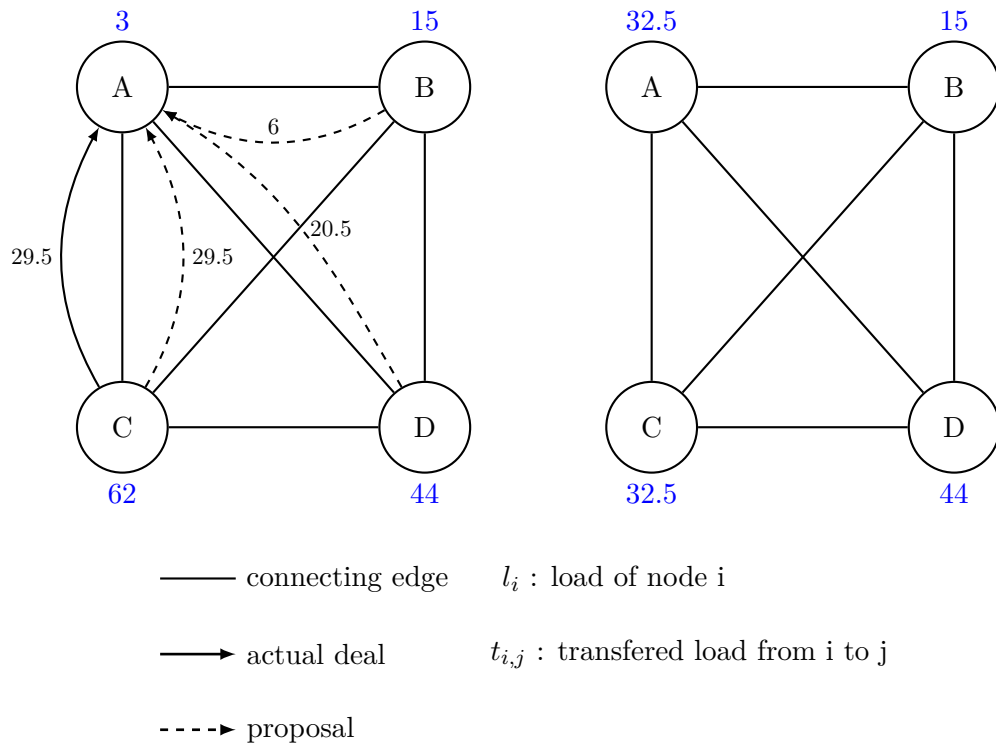 3 15 32.5 15
A B A B
6
20.5
29.5 29.5
C D C D
62 44 32.5 44
connecting edge l_i : load of node i
actual deal t_{i,j} : transfered load from i to j
proposal